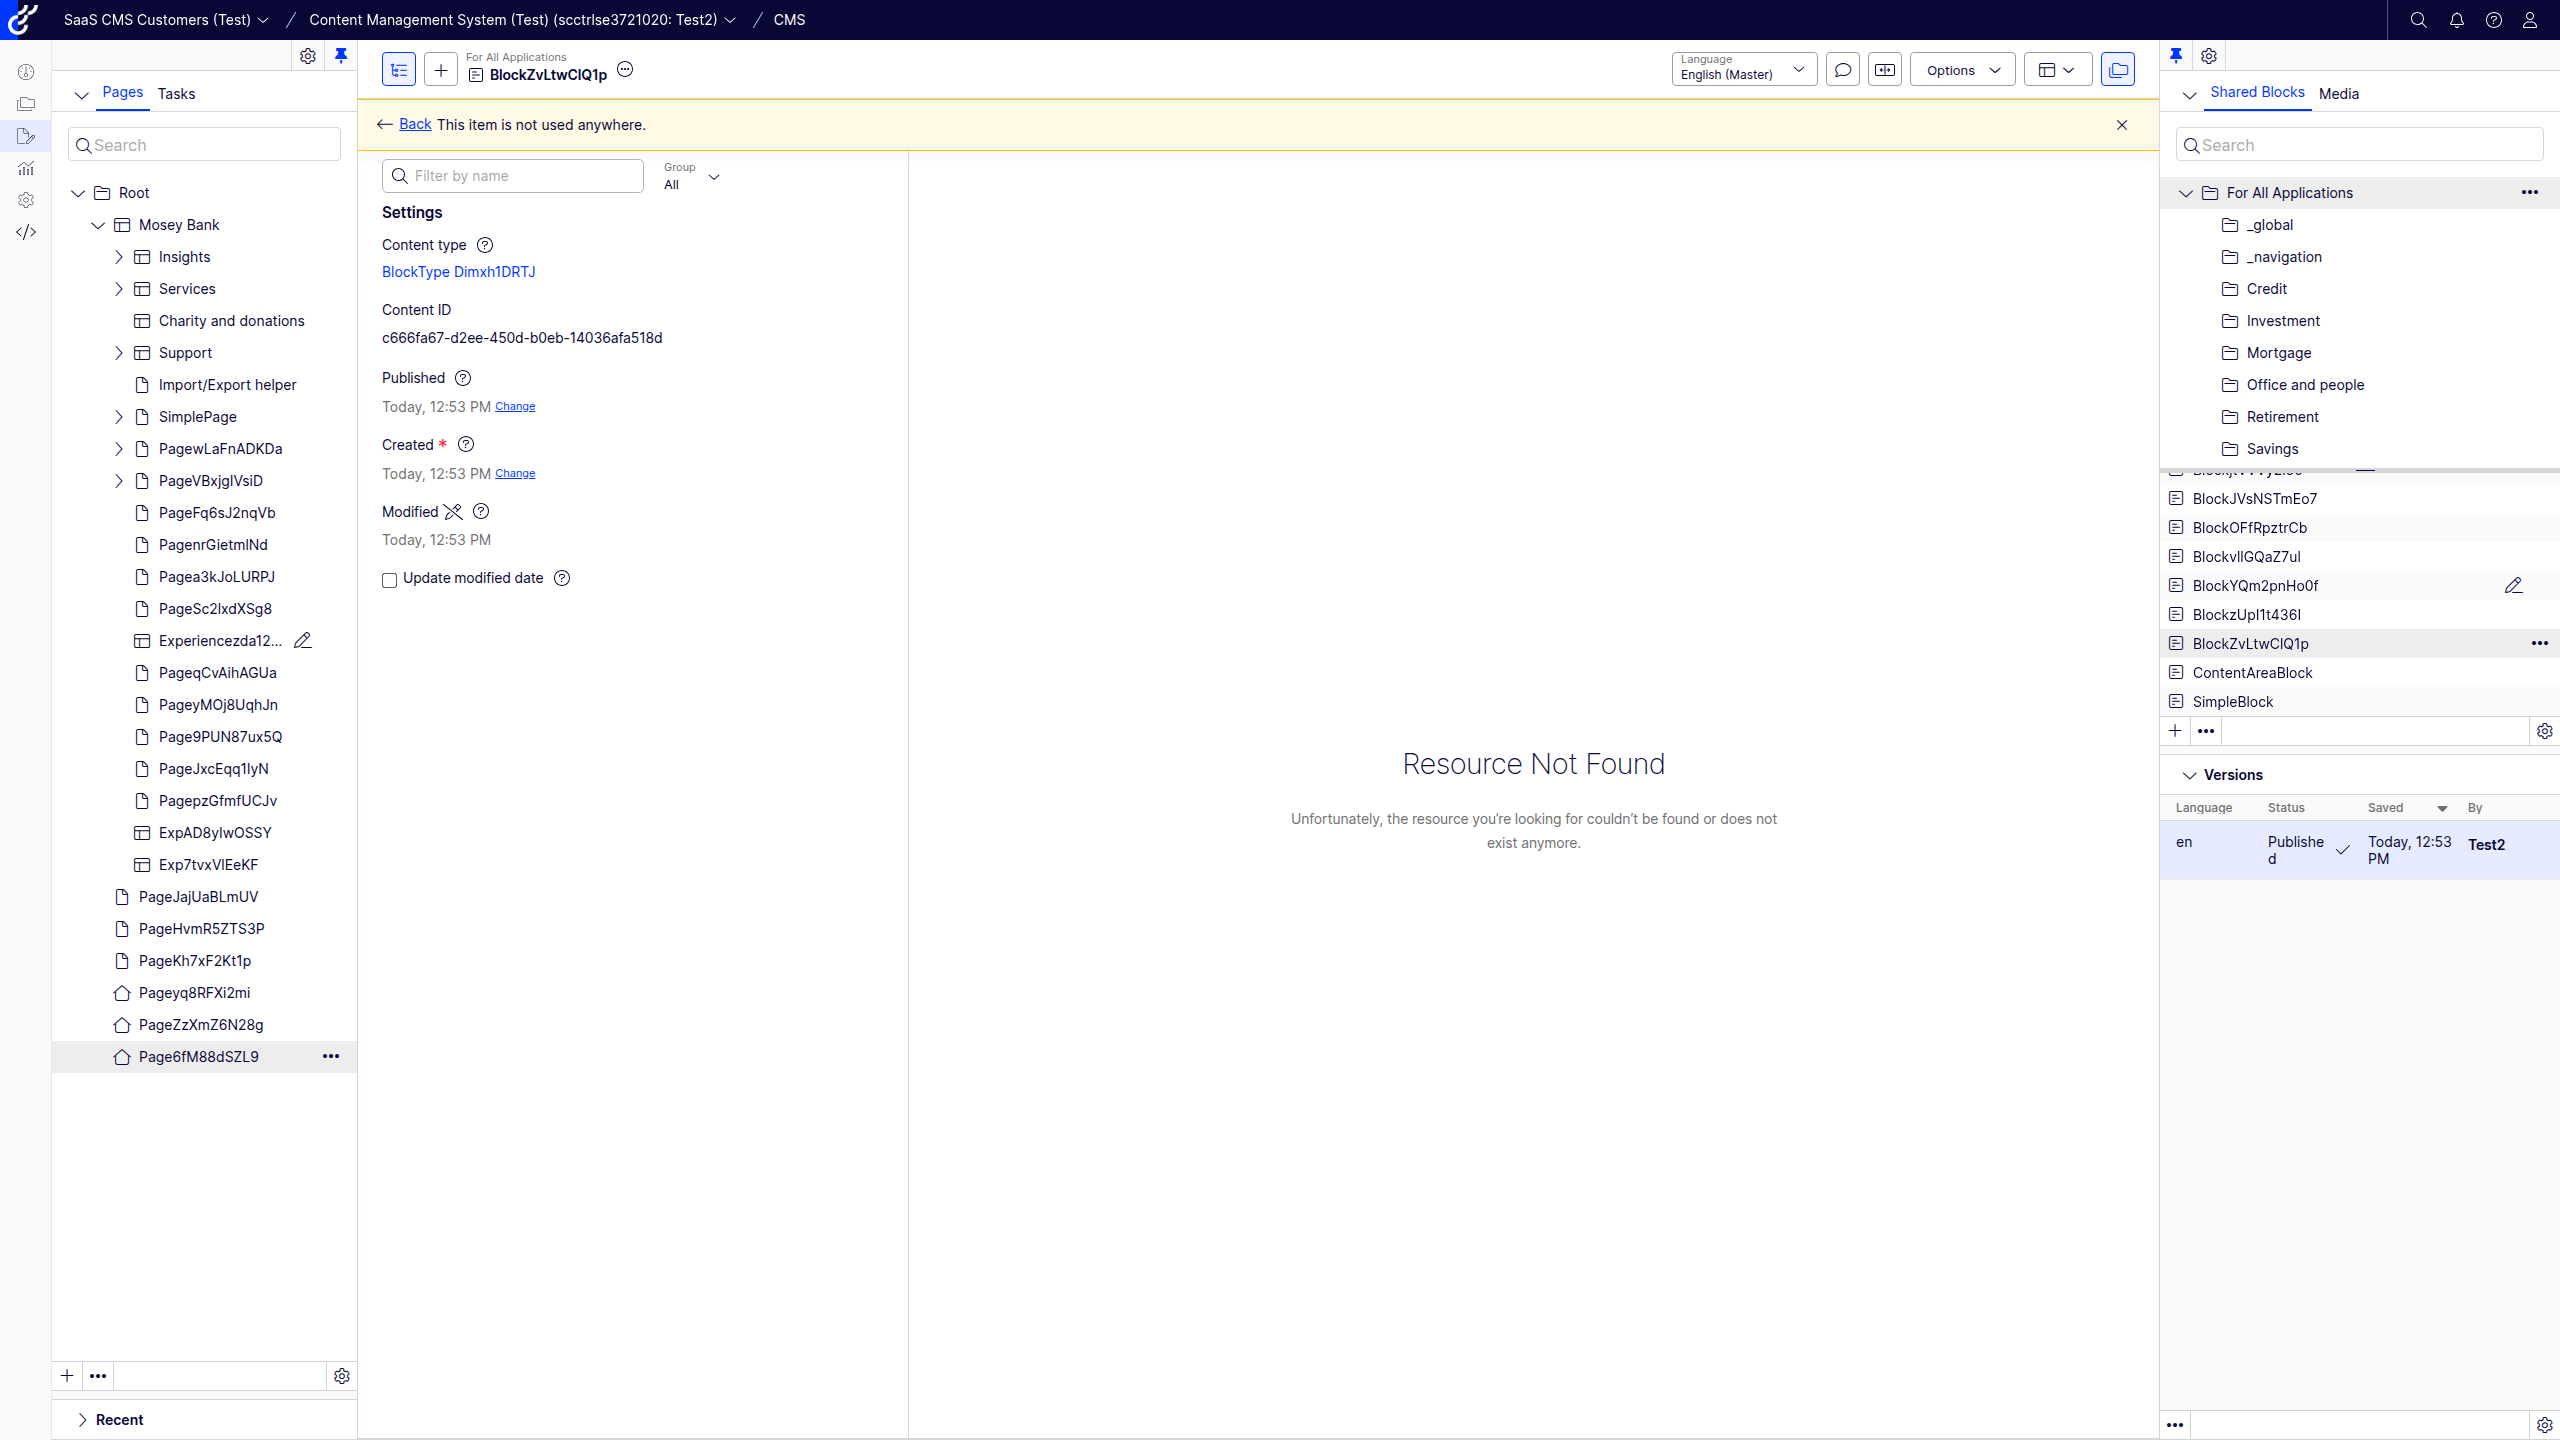 SaaS CMS Customers (Test) / Content Management System (Test) (scctrlse3721020: Test2) / CMS
Pages Tasks
Search
Root
Mosey Bank
Insights
Services
Charity and donations
Support
Import/Export helper
SimplePage
PagewLaFnADKDa
PageVBxjglVsiD
PageFq6sJ2nqVb
PagenrGietmlNd
Pagea3kJoLURPJ
PageSc2lxdXSg8
Experiencezda12...
PageqCvAihAGUa
PageyMOj8UqhJn
Page9PUN87ux5Q
PageJxcEqq1lyN
PagepzGfmfUCJv
ExpAD8ylwOSSY
Exp7tvxVlEeKF
PageJajUaBLmUV
PageHvmR5ZTS3P
PageKh7xF2Kt1p
Pageyq8RFXi2mi
PageZzXmZ6N28g
Page6fM88dSZL9
Recent
For All Applications
BlockZvLtwClQ1p
Language
English (Master)
Options
Back This item is not used anywhere.
Filter by name
Group
All
Settings
Content type
BlockType Dimxh1DRTJ
Content ID
c666fa67-d2ee-450d-b0eb-14036afa518d
Published
Today, 12:53 PM Change
Created *
Today, 12:53 PM Change
Modified
Today, 12:53 PM
Update modified date
Resource Not Found
Unfortunately, the resource you're looking for couldn't be found or does not
exist anymore.
Shared Blocks Media
Search
For All Applications
_global
_navigation
Credit
Investment
Mortgage
Office and people
Retirement
Savings
BlockJVsNSTmEo7
BlockOFfRpztrCb
BlockvllGQaZ7ul
BlockYQm2pnHo0f
BlockzUpl1t436l
BlockZvLtwClQ1p
ContentAreaBlock
SimpleBlock
Versions
Language Status Saved By
en Publishe Today, 12:53 Test2
d PM